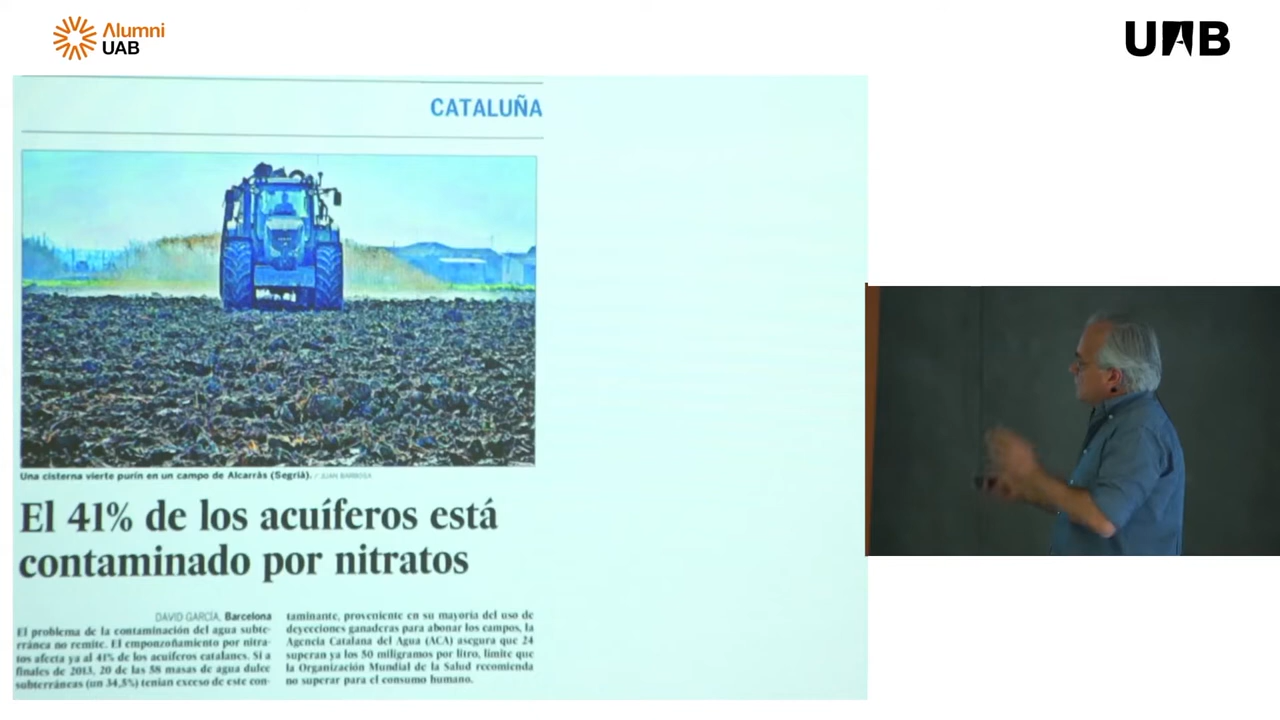 Alumni
UAB
UAB
CATALUÑA
Una cisterna vierte purín en un campo de Alcarràs (Segrià). / JUAN BARBOSA
El 41% de los acuíferos está
contaminado por nitratos
DAVID GARCÍA, Barcelona
El problema de la contaminación del agua subte-
rránea no remite. El emponzoñamiento por nitra-
tos afecta ya al 41% de los acuíferos catalanes. Si a
finales de 2013, 20 de las 58 masas de agua dulce
subterráneas (un 34,5%) tenían exceso de este con-
taminante, proveniente en su mayoría del uso de
deyecciones ganaderas para abonar los campos, la
Agencia Catalana del Agua (ACA) asegura que 24
superan ya los 50 miligramos por litro, límite que
la Organización Mundial de la Salud recomienda
no superar para el consumo humano.